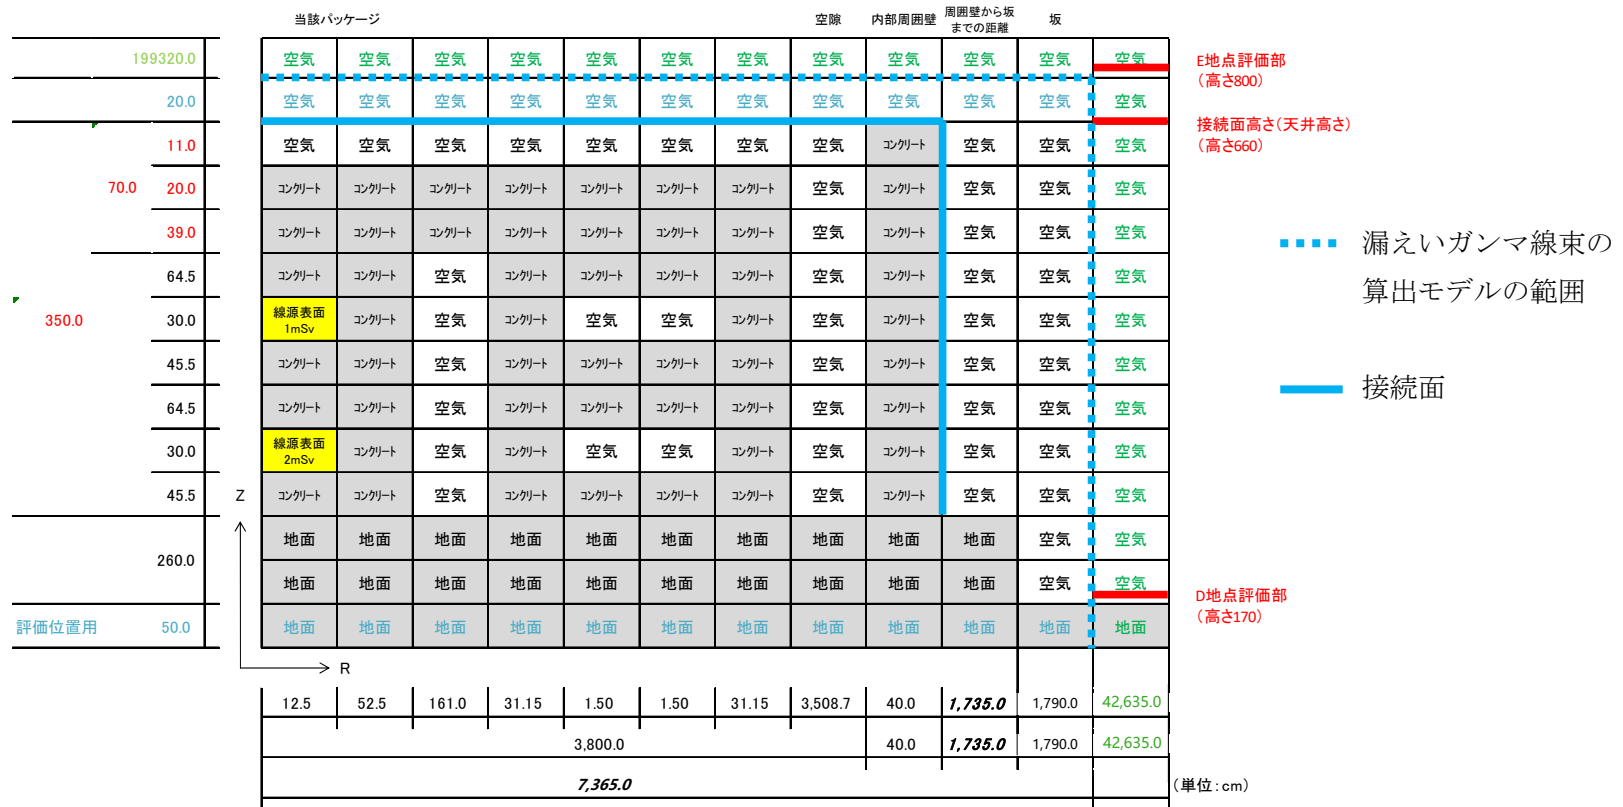 当該パッケージ 空隙 内部周囲壁 周囲壁から坂 坂
までの距離
199320.0 空気 空気 空気 空気 空気 空気 空気 空気 空気 空気 空気 空気
E地点評価部
(高さ800)
20.0 空気 空気 空気 空気 空気 空気 空気 空気 空気 空気 空気 空気
接続面高さ(天井高さ)
(高さ660)
11.0 空気 空気 空気 空気 空気 空気 空気 空気 コンクリート 空気 空気 空気
70.0 20.0 コンクリート コンクリート コンクリート コンクリート コンクリート コンクリート コンクリート 空気 コンクリート 空気 空気 空気
39.0 コンクリート コンクリート コンクリート コンクリート コンクリート コンクリート コンクリート 空気 コンクリート 空気 空気 空気
漏えいガンマ線束の
算出モデルの範囲
64.5 コンクリート コンクリート 空気 コンクリート コンクリート コンクリート コンクリート 空気 コンクリート 空気 空気 空気
350.0 30.0 線源表面 コンクリート 空気 コンクリート 空気 空気 コンクリート 空気 コンクリート 空気 空気 空気
1mSv
45.5 コンクリート コンクリート 空気 コンクリート コンクリート コンクリート コンクリート 空気 コンクリート 空気 空気 空気
接続面
64.5 コンクリート コンクリート 空気 コンクリート コンクリート コンクリート コンクリート 空気 コンクリート 空気 空気 空気
30.0 線源表面 コンクリート 空気 コンクリート 空気 空気 コンクリート 空気 コンクリート 空気 空気 空気
2mSv
45.5 Z コンクリート コンクリート 空気 コンクリート コンクリート コンクリート コンクリート 空気 コンクリート 空気 空気 空気
260.0 地面 地面 地面 地面 地面 地面 地面 地面 地面 地面 空気 空気
地面 地面 地面 地面 地面 地面 地面 地面 地面 地面 空気 空気
D地点評価部
(高さ170)
評価位置用 50.0 地面 地面 地面 地面 地面 地面 地面 地面 地面 地面 地面 地面
R
12.5 52.5 161.0 31.15 1.50 1.50 31.15 3,508.7 40.0 1,735.0 1,790.0 42,635.0
3,800.0 40.0 1,735.0 1,790.0 42,635.0
7,365.0 (単位:cm)